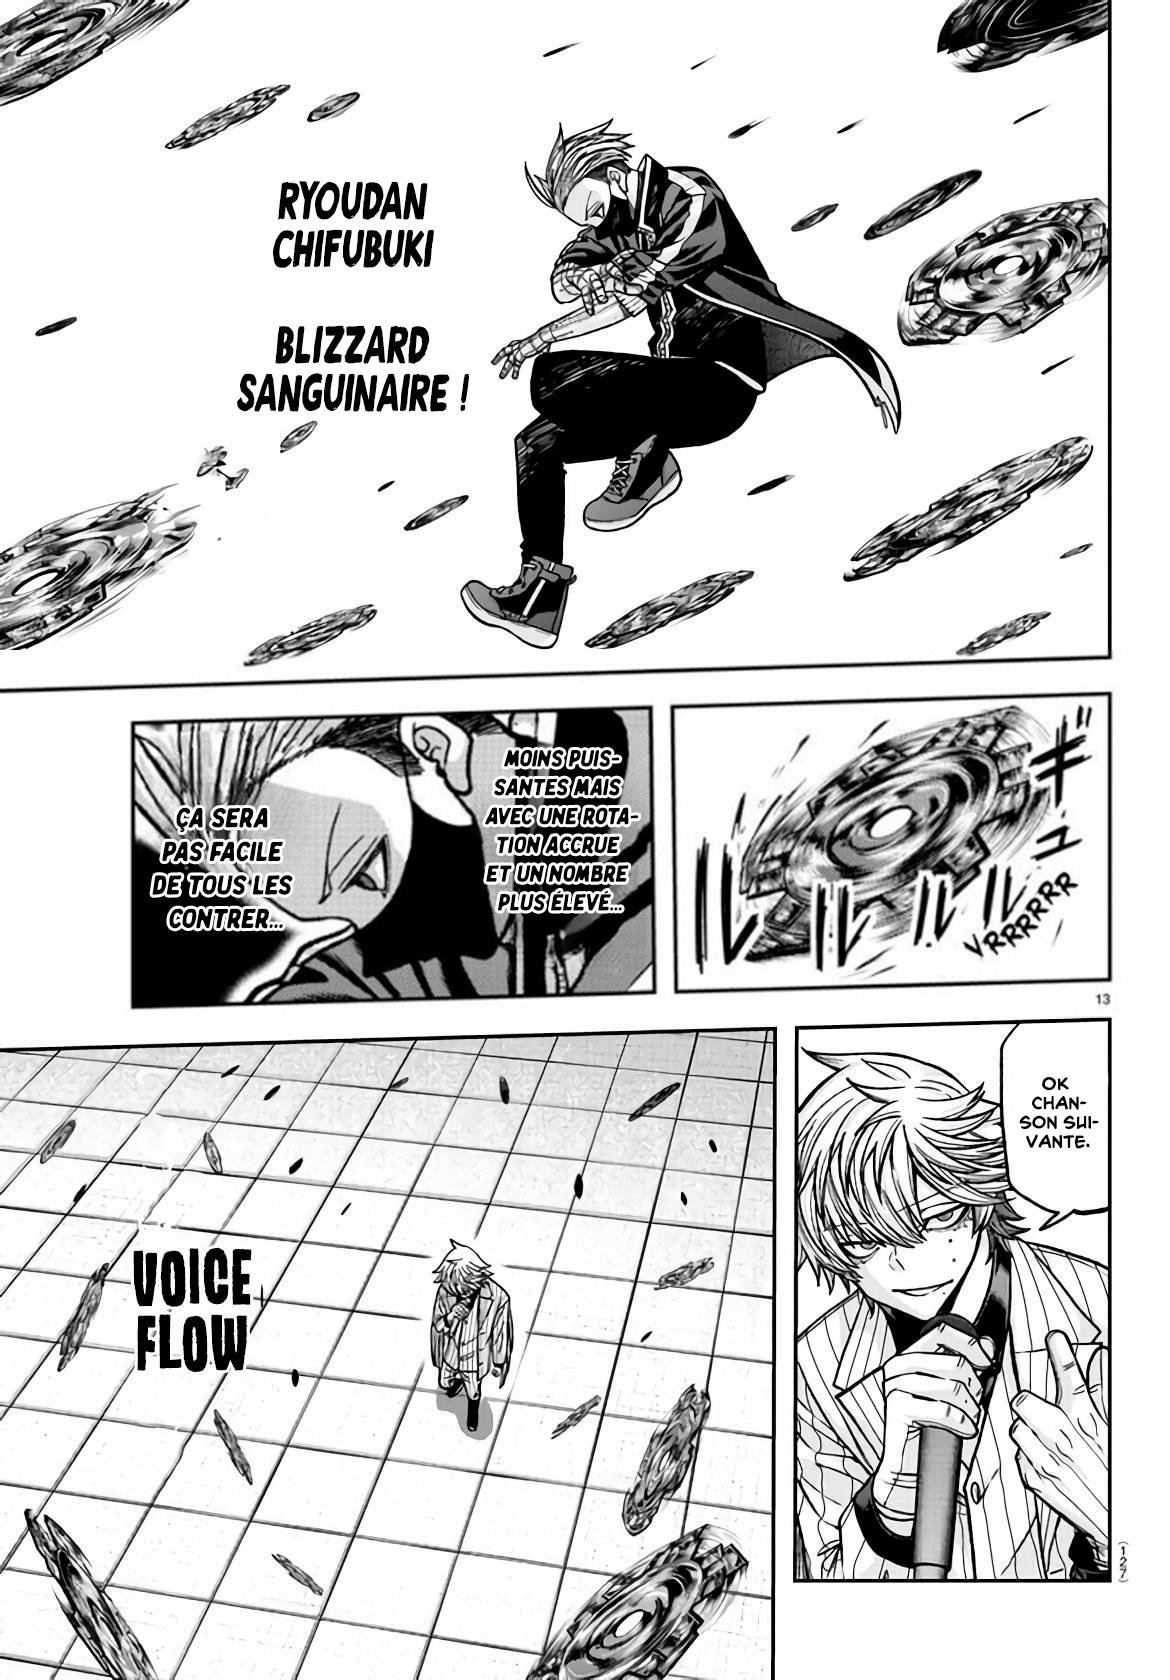 RYOUDAN
CHIFUBUKI
BLIZZARD
SANGUINAIRE !
ギュルルルル
VRRRRRR
MOINS PUIS-
SANTES MAIS
AVEC UNE ROTA-
TION ACCRUE
ET UN NOMBRE
PLUS ÉLEVÉ...
ÇA SERA
PAS FACILE
DE TOUS LES
CONTRER...
13
OK
CHAN-
SON SUI-
VANTE.
VOICE
FLOW
(127)